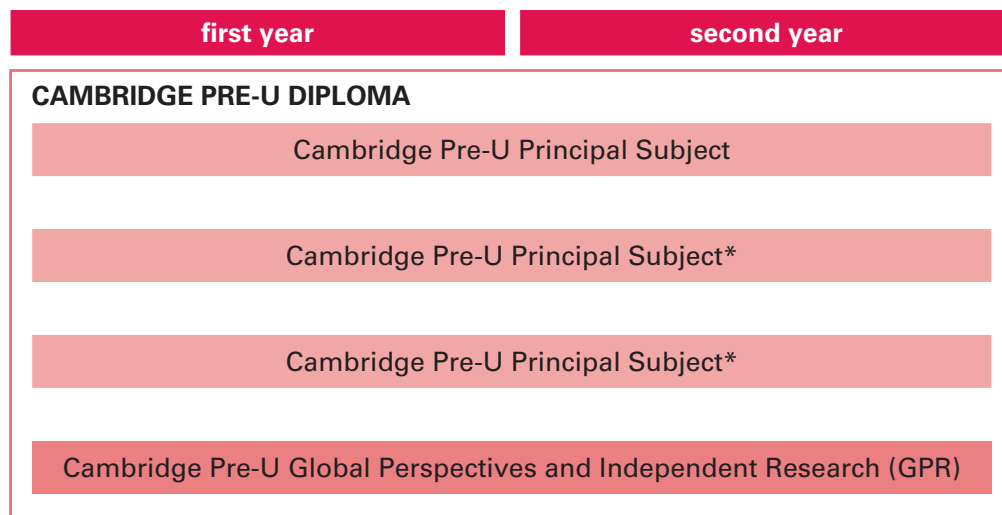 first year
second year
CAMBRIDGE PRE-U DIPLOMA
Cambridge Pre-U Principal Subject
Cambridge Pre-U Principal Subject*
Cambridge Pre-U Principal Subject*
Cambridge Pre-U Global Perspectives and Independent Research (GPR)